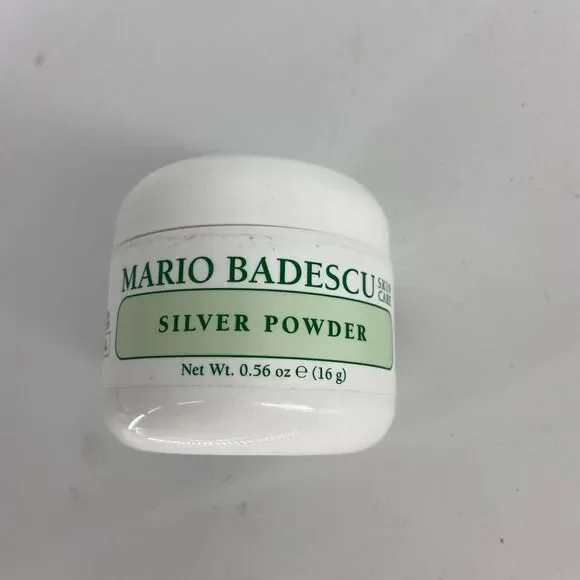 MARIO BADESCU SKIN CARE
SILVER POWDER
Net Wt. 0.56 oz ℮ (16 g)